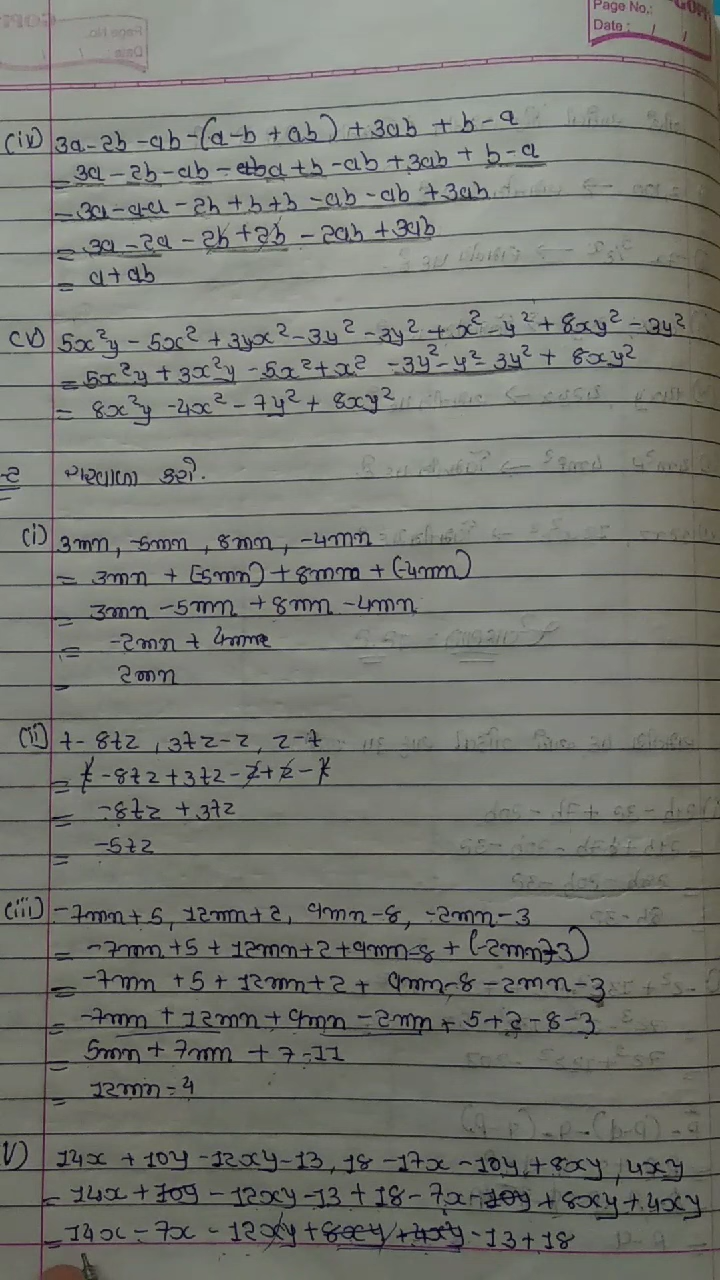 Page No.:
Date : / /
(iv) 3a-2b-ab-(a-b+ab)+3ab+b-a
= 3a-2b-ab-a+b-ab+3ab+b-a
= 3a-a-a-2b+b+b-ab-ab+3ab
= 3a-2a-2b+2b-2ab+3ab
= a+ab
(v) 5x²y - 5x² + 3yx² - 3y² - 3y² + x² - y² + 8xy² - 3y²
= 5x²y + 3x²y - 5x² + x² - 3y² - y² - 3y² + 8xy²
= 8x²y - 4x² - 7y² + 8xy²
-2 સરવાળા કરો.
(i) 3mn, -5mn, 8mn, -4mn
= 3mn + (-5mn) + 8mn + (-4mn)
= 3mn - 5mn + 8mn - 4mn
= -2mn + 4mn
= 2mn
(ii) t-8tz, 3tz-z, z-t
= t-8tz+3tz-z+z-t
= -8tz + 3tz
= -5tz
(iii) -7mn+5, 12mn+2, 9mn-8, -2mn-3
= -7mn+5+12mn+2+9mn-8+(-2mn-3)
= -7mn+5+12mn+2+9mn-8-2mn-3
= -7mn+12mn+9mn-2mn+5+2-8-3
= 5mn+7mn+7-11
= 12mn-4
V) 14x + 10y - 12xy - 13, 18 - 17x - 10y + 8xy, 4xy
= 14x + 10y - 12xy - 13 + 18 - 7x - 10y + 8xy + 4xy
= 14x - 7x - 12xy + 8xy + 4xy - 13 + 18